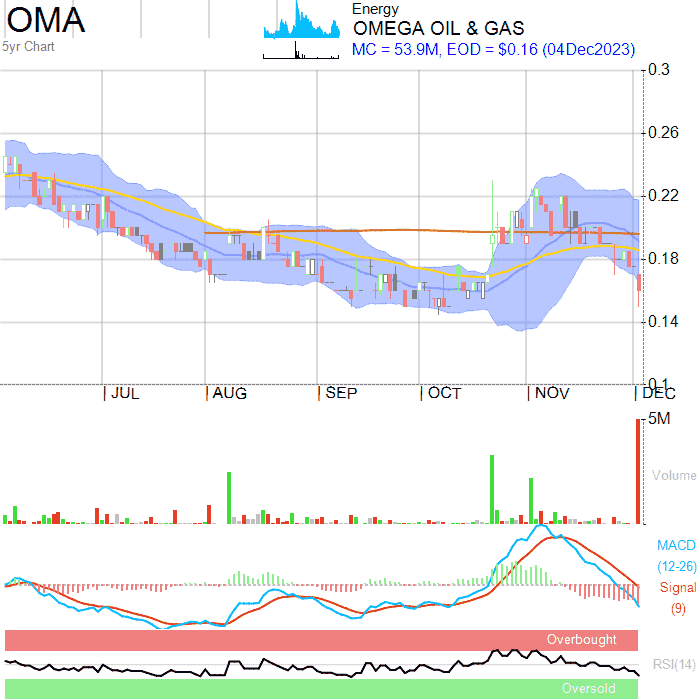 OMA
5yr Chart
Energy
OMEGA OIL & GAS
MC = 53.9M, EOD = $0.16 (04Dec2023)
0.3
0.26
0.22
0.18
0.14
0.1
JUL AUG SEP OCT NOV DEC
5M
Volume
MACD
(12-26)
Signal
(9)
Overbought
RSI(14)
Oversold